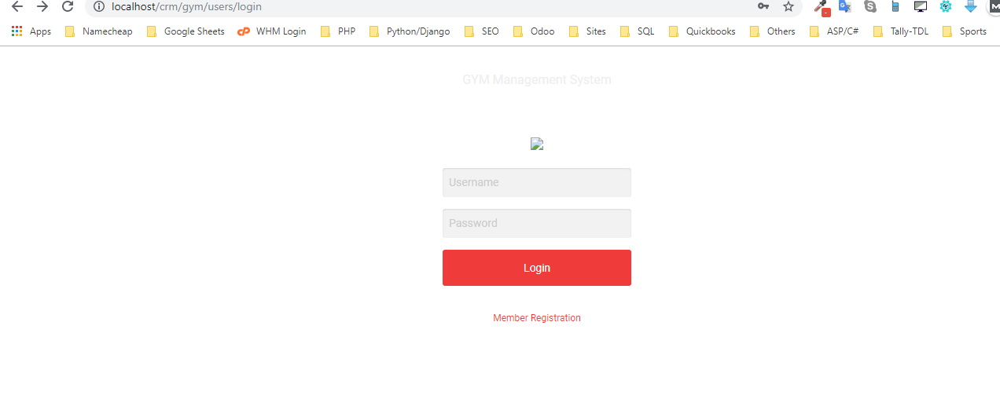 localhost/crm/gym/users/login
Apps Namecheap Google Sheets cP WHM Login PHP Python/Django SEO Odoo Sites SQL Quickbooks Others ASP/C# Tally-TDL Sports
GYM Management System
Username
Password
Login
Member Registration